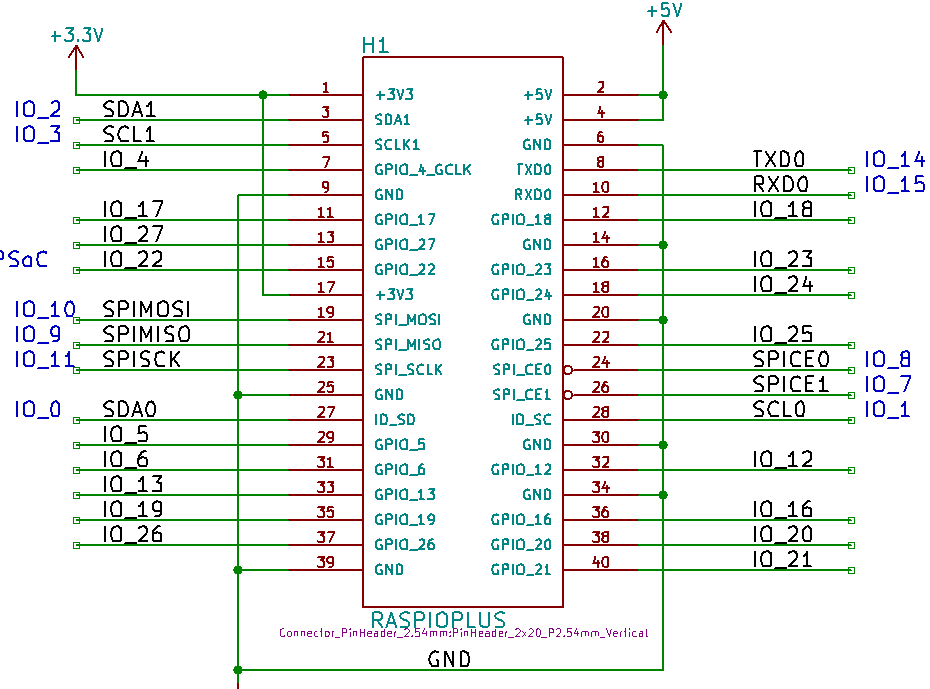 +5V
+3.3V
H1
1 +3V3 +5V 2
IO_2 SDA1 3 SDA1 +5V 4
IO_3 SCL1 5 SCLK1 GND 6
IO_4 7 GPIO_4_GCLK TXD0 8 TXD0 IO_14
9 GND RXD0 10 RXD0 IO_15
IO_17 11 GPIO_17 GPIO_18 12 IO_18
IO_27 13 GPIO_27 GND 14
PSoC IO_22 15 GPIO_22 GPIO_23 16 IO_23
17 +3V3 GPIO_24 18 IO_24
IO_10 SPIMOSI 19 SPI_MOSI GND 20
IO_9 SPIMISO 21 SPI_MISO GPIO_25 22 IO_25
IO_11 SPISCK 23 SPI_SCLK SPI_CE0 24 SPICE0 IO_8
25 GND SPI_CE1 26 SPICE1 IO_7
IO_0 SDA0 27 ID_SD ID_SC 28 SCL0 IO_1
IO_5 29 GPIO_5 GND 30
IO_6 31 GPIO_6 GPIO_12 32 IO_12
IO_13 33 GPIO_13 GND 34
IO_19 35 GPIO_19 GPIO_16 36 IO_16
IO_26 37 GPIO_26 GPIO_20 38 IO_20
39 GND GPIO_21 40 IO_21
RASPIOPLUS
Connector_PinHeader_2.54mm:PinHeader_2x20_P2.54mm_Vertical
GND